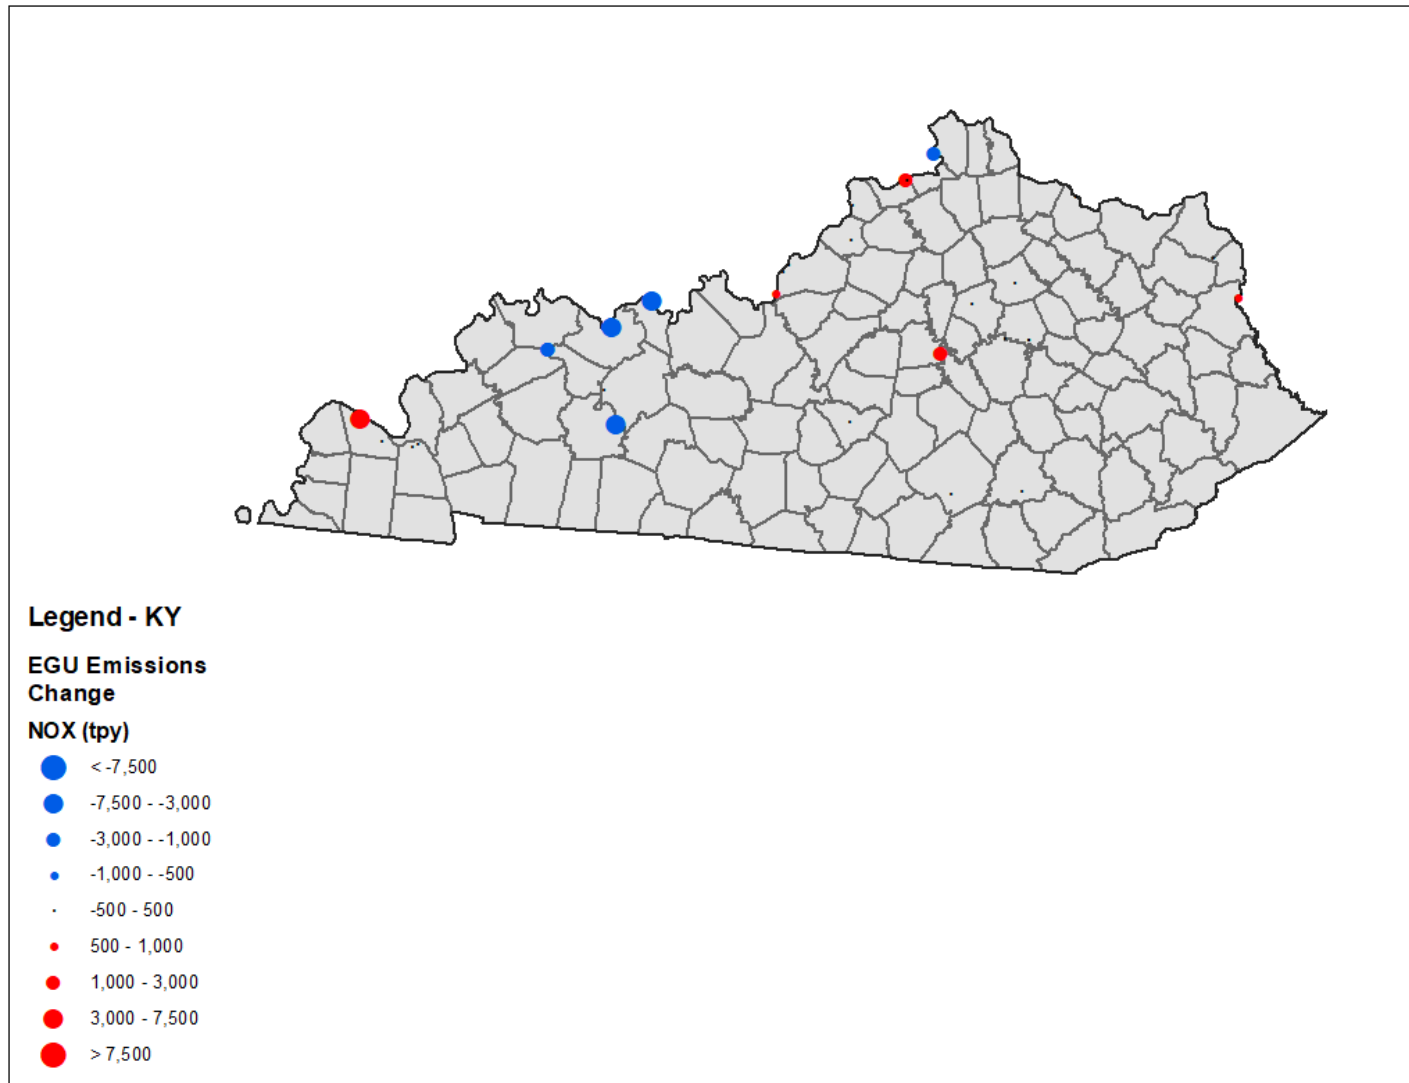 Legend - KY
EGU Emissions
Change
NOX (tpy)
< -7,500
-7,500 - -3,000
-3,000 - -1,000
-1,000 - -500
-500 - 500
500 - 1,000
1,000 - 3,000
3,000 - 7,500
> 7,500